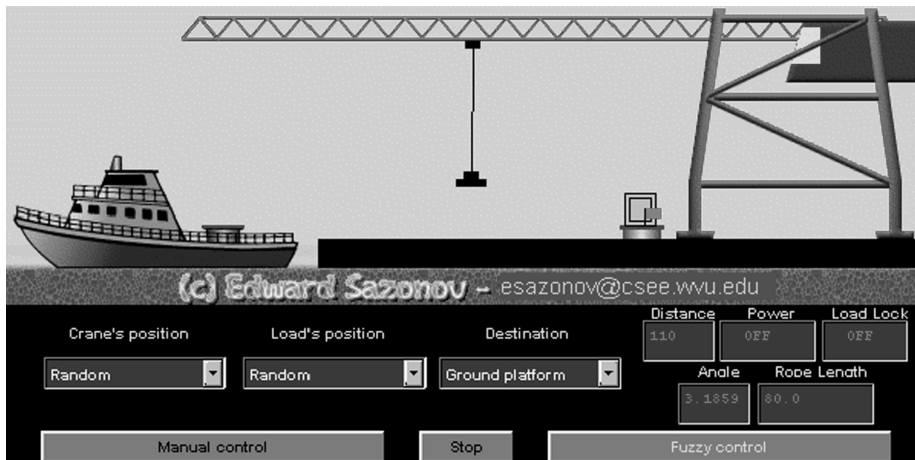 (c) Edward Sazonov - esazonov@csee.wvu.edu
Distance Power Load Lock
Crane's position Load's position Destination
110 OFF OFF
Random Random Ground platform
Angle Rope Length
3.1859 80.0
Manual control Stop Fuzzy control